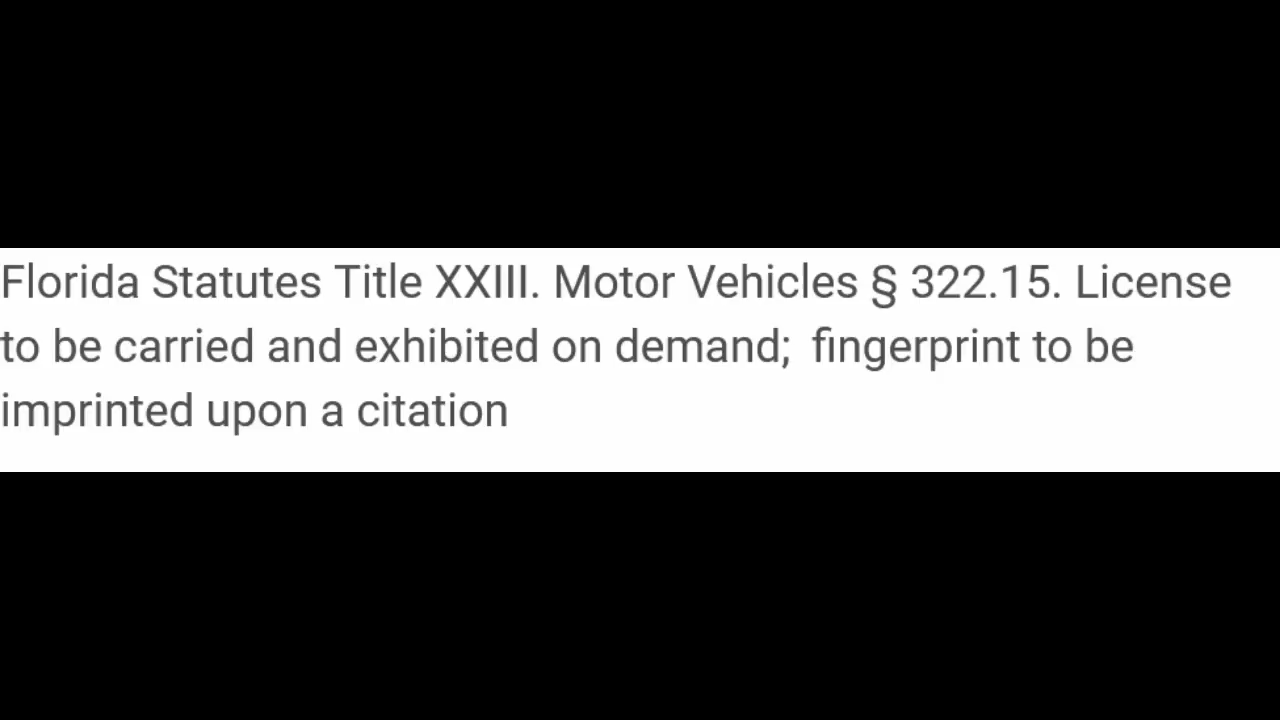 Florida Statutes Title XXIII. Motor Vehicles § 322.15. License
to be carried and exhibited on demand;  fingerprint to be
imprinted upon a citation